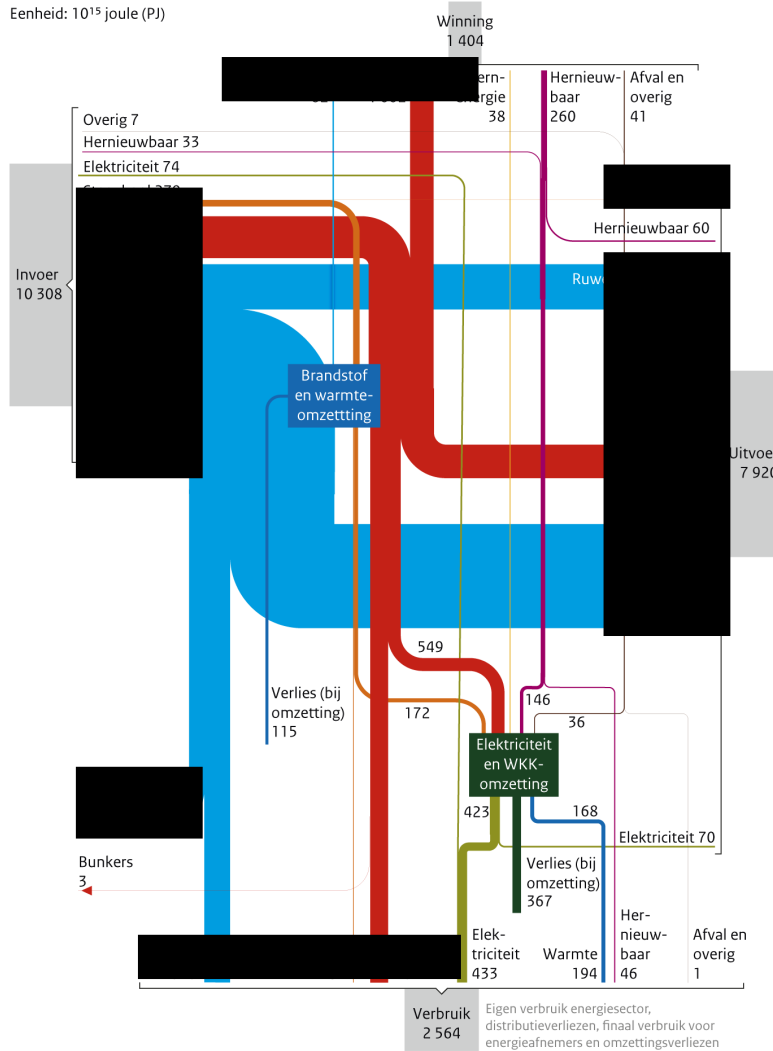 Eenheid: 10¹⁵ joule (PJ)
Winning
1 404
Hernieuw-
baar
260
Afval en
overig
41
38
Overig 7
Hernieuwbaar 33
Elektriciteit 74
Hernieuwbaar 60
Invoer
10 308
Brandstof
en warmte-
omzettting
7 920
549
172
146
36
Verlies (bij
omzetting)
115
Elektriciteit
en WKK-
omzetting
423
168
Elektriciteit 70
Verlies (bij
omzetting)
367
Bunkers
3
Elek-
triciteit
433
Warmte
194
Her-
nieuw-
baar
46
Afval en
overig
1
Verbruik
2 564
Eigen verbruik energiesector,
distributieverliezen, finaal verbruik voor
energieafnemers en omzettingsverliezen